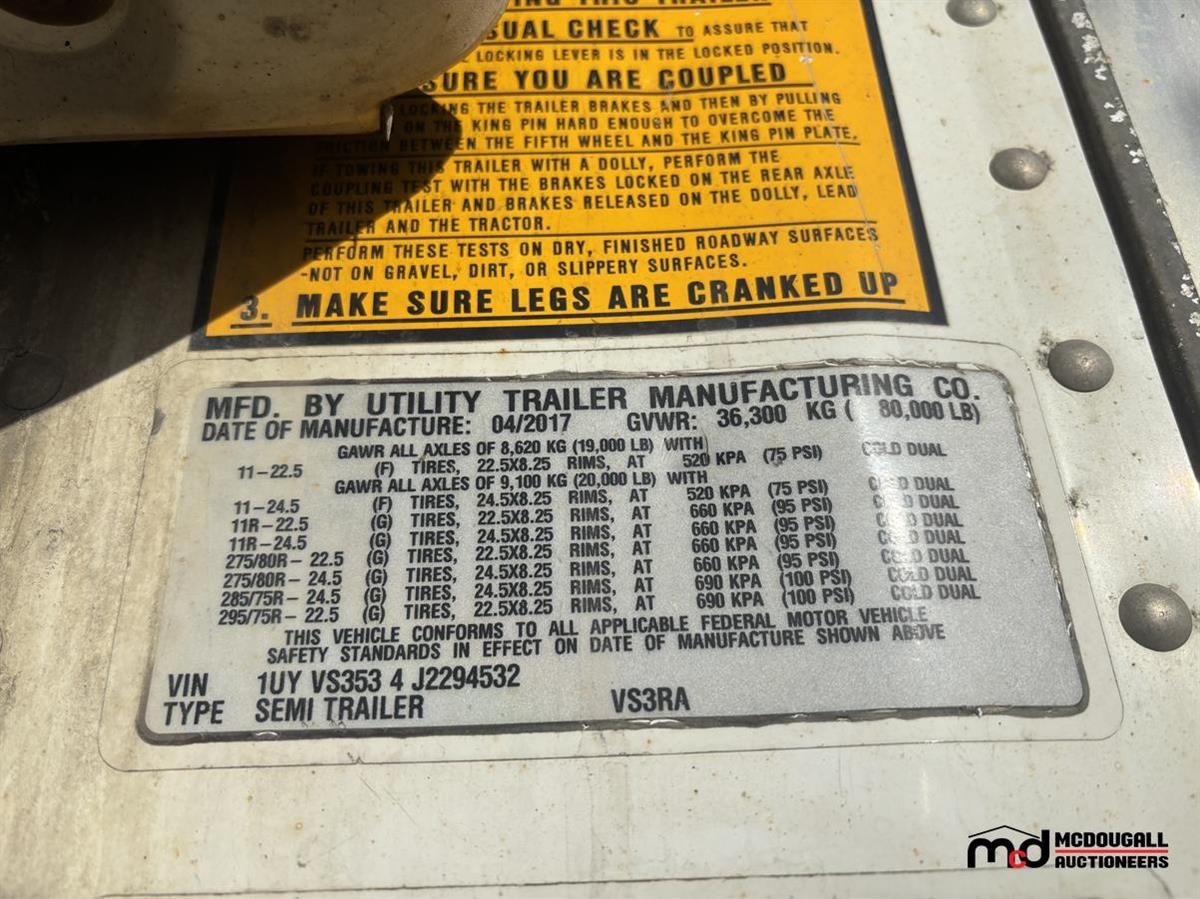 THIS TRAILER
SUAL CHECK TO ASSURE THAT
LOCKING LEVER IS IN THE LOCKED POSITION.
SURE YOU ARE COUPLED
LOCKING THE TRAILER BRAKES AND THEN BY PULLING
ON THE KING PIN HARD ENOUGH TO OVERCOME THE
FRICTION BETWEEN THE FIFTH WHEEL AND THE KING PIN PLATE.
IF TOWING THIS TRAILER WITH A DOLLY, PERFORM THE
COUPLING TEST WITH THE BRAKES LOCKED ON THE REAR AXLE
OF THIS TRAILER AND BRAKES RELEASED ON THE DOLLY, LEAD
TRAILER AND THE TRACTOR.
PERFORM THESE TESTS ON DRY, FINISHED ROADWAY SURFACES
-NOT ON GRAVEL, DIRT, OR SLIPPERY SURFACES.
3. MAKE SURE LEGS ARE CRANKED UP
MFD. BY UTILITY TRAILER MANUFACTURING CO.
DATE OF MANUFACTURE: 04/2017 GVWR: 36,300 KG ( 80,000 LB)
GAWR ALL AXLES OF 8,620 KG (19,000 LB) WITH
11-22.5 (F) TIRES, 22.5X8.25 RIMS, AT 520 KPA (75 PSI) COLD DUAL
GAWR ALL AXLES OF 9,100 KG (20,000 LB) WITH
11-24.5 (F) TIRES, 24.5X8.25 RIMS, AT 520 KPA (75 PSI) COLD DUAL
11R-22.5 (G) TIRES, 22.5X8.25 RIMS, AT 660 KPA (95 PSI) COLD DUAL
11R-24.5 (G) TIRES, 24.5X8.25 RIMS, AT 660 KPA (95 PSI) COLD DUAL
275/80R-22.5 (G) TIRES, 22.5X8.25 RIMS, AT 660 KPA (95 PSI) COLD DUAL
275/80R-24.5 (G) TIRES, 24.5X8.25 RIMS, AT 660 KPA (95 PSI) COLD DUAL
285/75R-24.5 (G) TIRES, 24.5X8.25 RIMS, AT 690 KPA (100 PSI) COLD DUAL
295/75R-22.5 (G) TIRES, 22.5X8.25 RIMS, AT 690 KPA (100 PSI) COLD DUAL
THIS VEHICLE CONFORMS TO ALL APPLICABLE FEDERAL MOTOR VEHICLE
SAFETY STANDARDS IN EFFECT ON DATE OF MANUFACTURE SHOWN ABOVE
VIN 1UY VS353 4 J2294532
TYPE SEMI TRAILER VS3RA
mcd MCDOUGALL
AUCTIONEERS